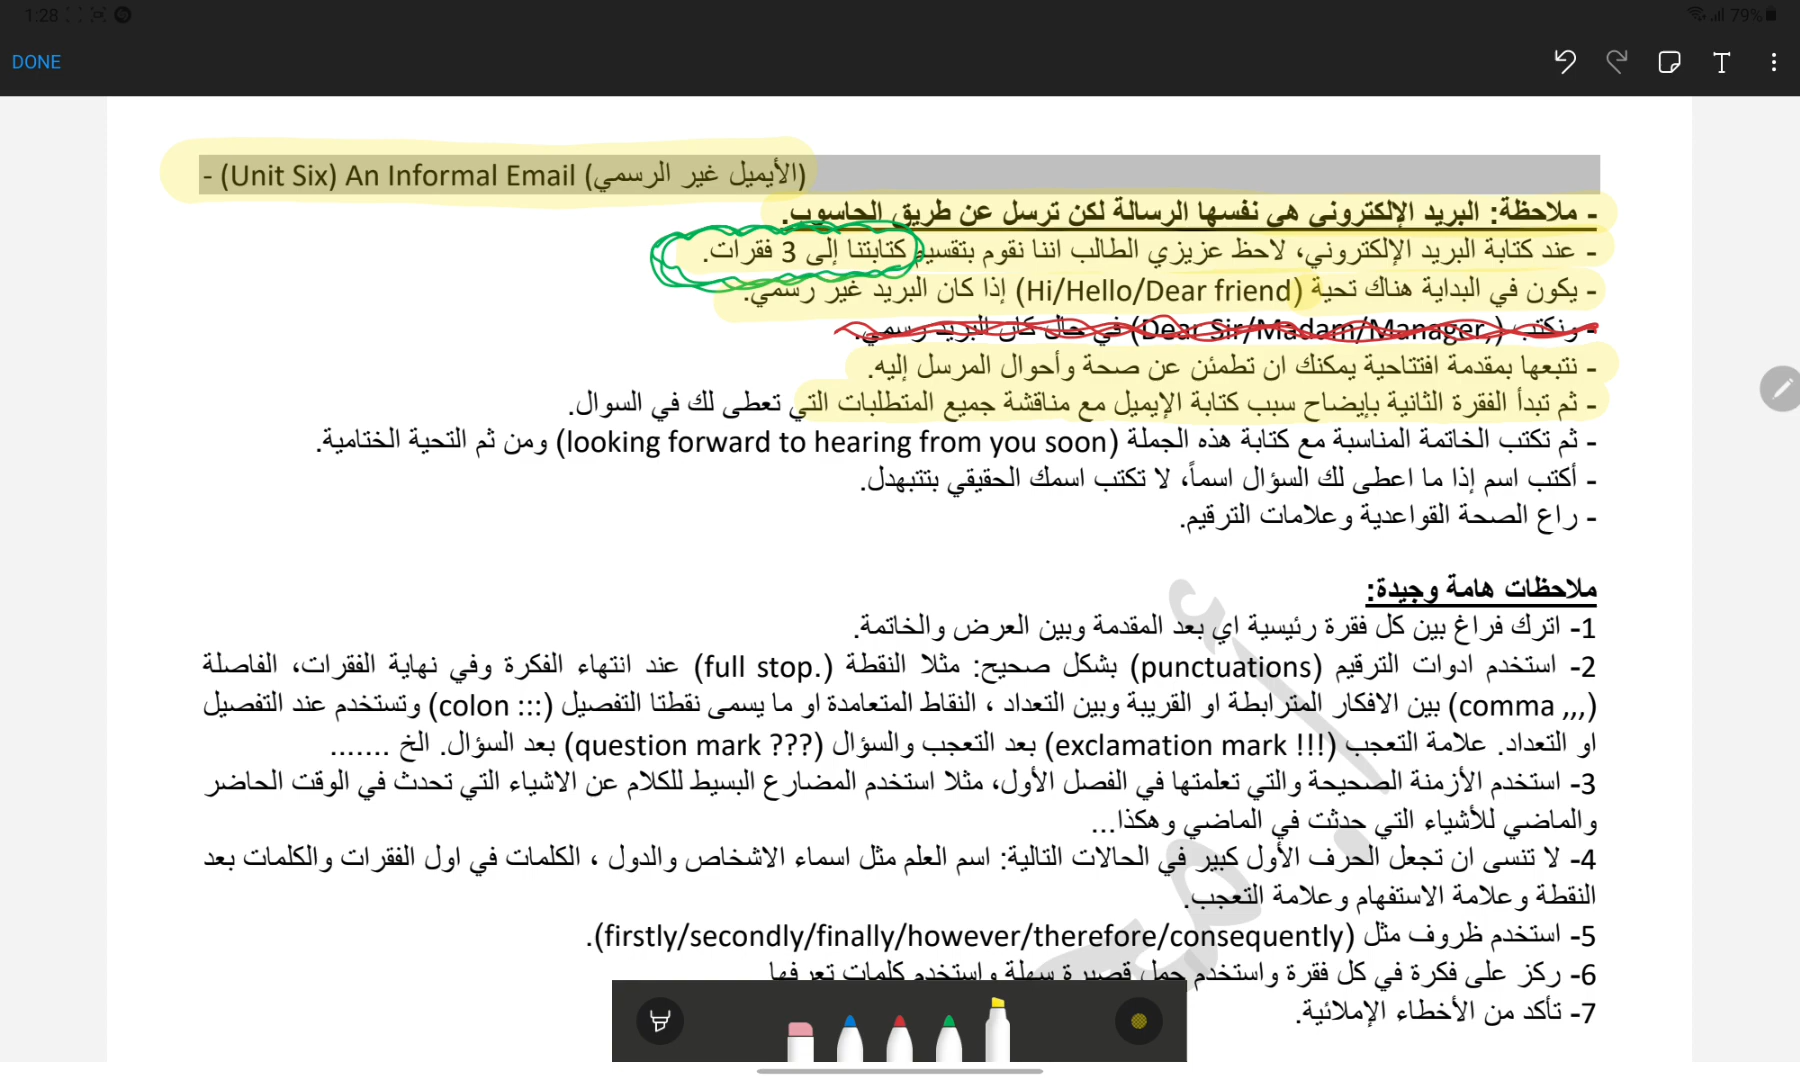 1:28
79%
DONE
- (Unit Six) An Informal Email (الأيميل غير الرسمي)
- ملاحظة: البريد الإلكتروني هي نفسها الرسالة لكن ترسل عن طريق الحاسوب.
- عند كتابة البريد الإلكتروني، لاحظ عزيزي الطالب اننا نقوم بتقسيم كتابتنا إلى 3 فقرات.
- يكون في البداية هناك تحية (Hi/Hello/Dear friend) إذا كان البريد غير رسمي.
- ونكتب (Dear Sir/Madam/Manager,) في حال كان البريد رسمي.
- نتبعها بمقدمة افتتاحية يمكنك ان تطمئن عن صحة وأحوال المرسل إليه.
- ثم تبدأ الفقرة الثانية بإيضاح سبب كتابة الإيميل مع مناقشة جميع المتطلبات التي تعطى لك في السوال.
- ثم تكتب الخاتمة المناسبة مع كتابة هذه الجملة (looking forward to hearing from you soon) ومن ثم التحية الختامية.
- أكتب اسم إذا ما اعطى لك السؤال اسماً، لا تكتب اسمك الحقيقي بتتبهدل.
- راع الصحة القواعدية وعلامات الترقيم.
ملاحظات هامة وجيدة:
1- اترك فراغ بين كل فقرة رئيسية اي بعد المقدمة وبين العرض والخاتمة.
2- استخدم ادوات الترقيم (punctuations) بشكل صحيح: مثلا النقطة (.full stop) عند انتهاء الفكرة وفي نهاية الفقرات، الفاصلة
(comma ,,,) بين الافكار المترابطة او القريبة وبين التعداد ، النقاط المتعامدة او ما يسمى نقطتا التفصيل (colon :::) وتستخدم عند التفصيل
او التعداد. علامة التعجب (exclamation mark !!!) بعد التعجب والسؤال (question mark ???) بعد السؤال. الخ .......
3- استخدم الأزمنة الصحيحة والتي تعلمتها في الفصل الأول، مثلا استخدم المضارع البسيط للكلام عن الاشياء التي تحدث في الوقت الحاضر
والماضي للأشياء التي حدثت في الماضي وهكذا...
4- لا تنسى ان تجعل الحرف الأول كبير في الحالات التالية: اسم العلم مثل اسماء الاشخاص والدول ، الكلمات في اول الفقرات والكلمات بعد
النقطة وعلامة الاستفهام وعلامة التعجب.
5- استخدم ظروف مثل (firstly/secondly/finally/however/therefore/consequently).
6- ركز على فكرة في كل فقرة واستخدم جمل قصيرة سهلة واستخدم كلمات تعرفها
7- تأكد من الأخطاء الإملائية.